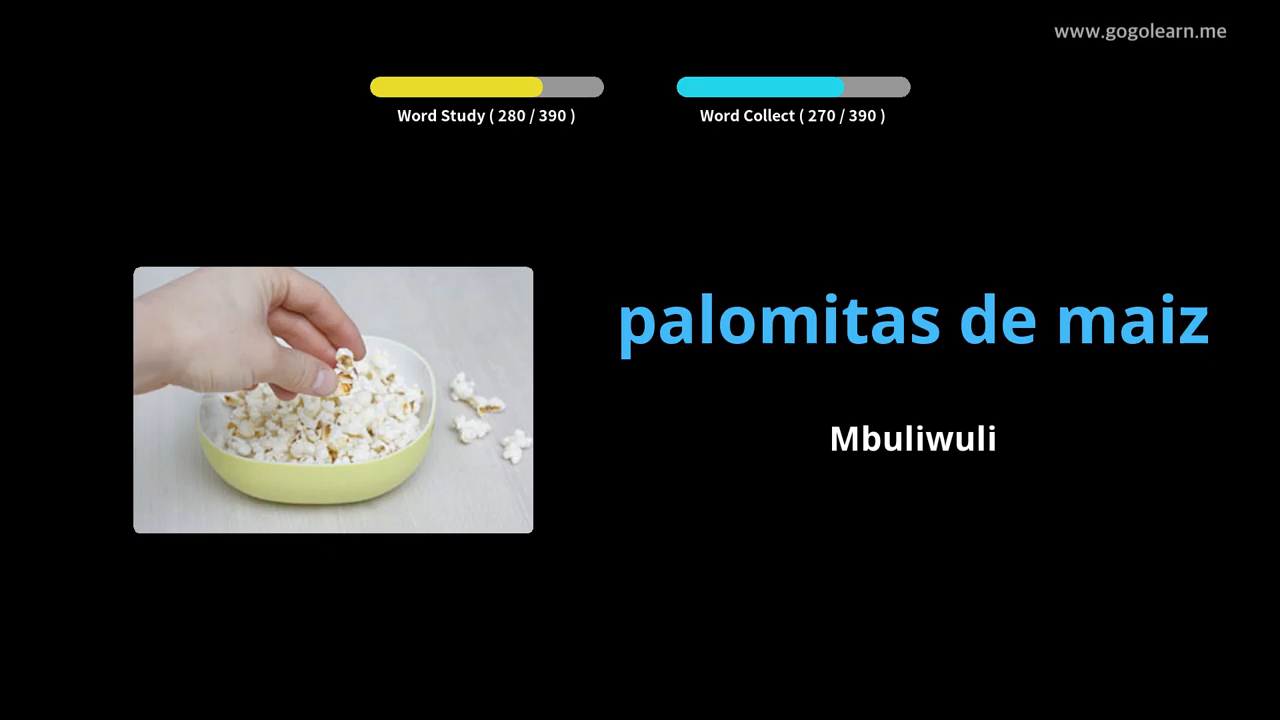 www.gogolearn.me
Word Study ( 280 / 390 )
Word Collect ( 270 / 390 )
palomitas de maiz
Mbuliwuli